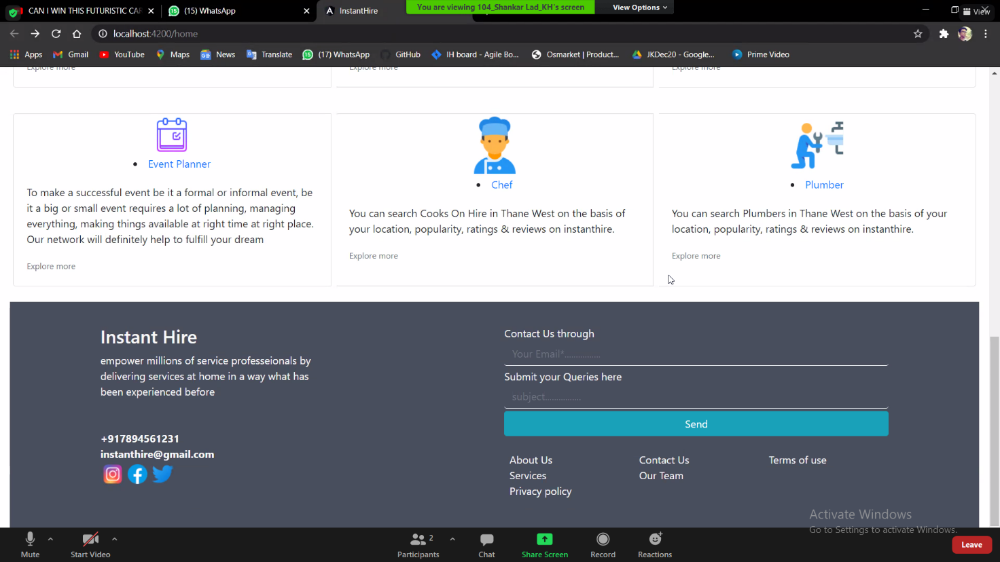 CAN I WIN THIS FUTURISTIC CAR
(15) WhatsApp
InstantHire
You are viewing 104_Shankar Lad_KH's screen
View Options
View
localhost:4200/home
Apps
Gmail
YouTube
Maps
News
Translate
(17) WhatsApp
GitHub
IH board - Agile Bo...
Osmarket | Product...
JKDec20 - Google...
Prime Video
Explore more
Explore more
Explore more
Event Planner
To make a successful event be it a formal or informal event, be
it a big or small event requires a lot of planning, managing
everything, making things available at right time at right place.
Our network will definitely help to fulfill your dream
Explore more
Chef
You can search Cooks On Hire in Thane West on the basis of
your location, popularity, ratings & reviews on instanthire.
Explore more
Plumber
You can search Plumbers in Thane West on the basis of your
location, popularity, ratings & reviews on instanthire.
Explore more
Instant Hire
empower millions of service professeionals by
delivering services at home in a way what has
been experienced before
+917894561231
instanthire@gmail.com
Contact Us through
Your Email*................
Submit your Queries here
subject................
Send
About Us
Contact Us
Terms of use
Services
Our Team
Privacy policy
Activate Windows
Go to Settings to activate Windows.
Mute
Start Video
2
Participants
Chat
Share Screen
Record
Reactions
Leave